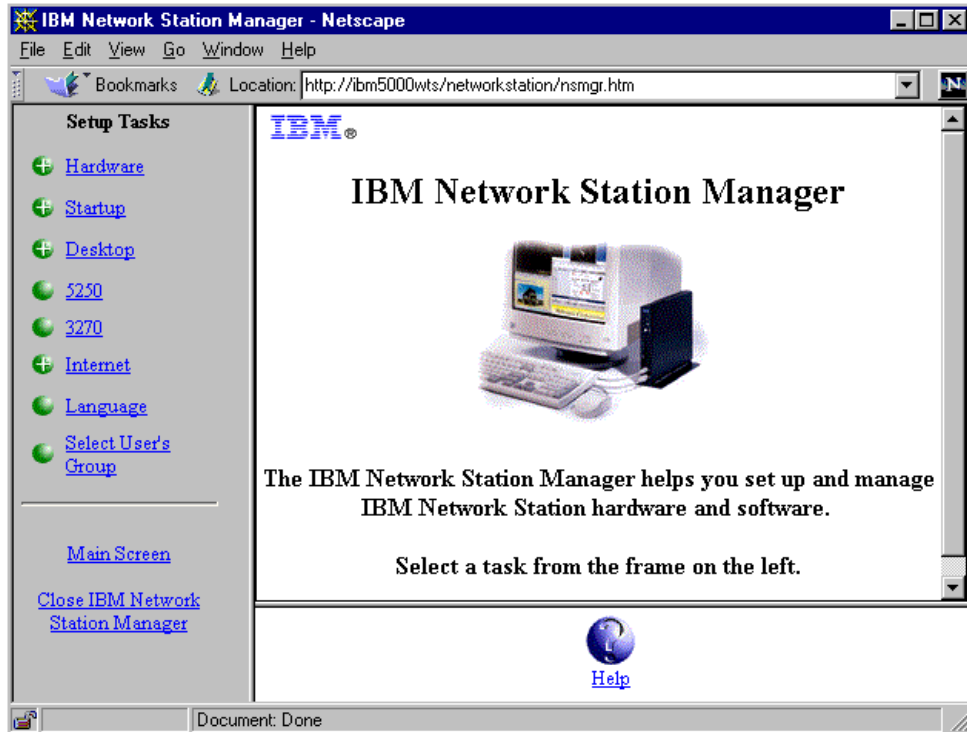 IBM Network Station Manager - Netscape
File Edit View Go Window Help
Bookmarks Location: http://ibm5000wts/networkstation/nsmgr.htm
N
Setup Tasks
Hardware
Startup
Desktop
5250
3270
Internet
Language
Select User's
Group
Main Screen
Close IBM Network
Station Manager
IBM®
IBM Network Station Manager
The IBM Network Station Manager helps you set up and manage
IBM Network Station hardware and software.
Select a task from the frame on the left.
?
Help
Document: Done